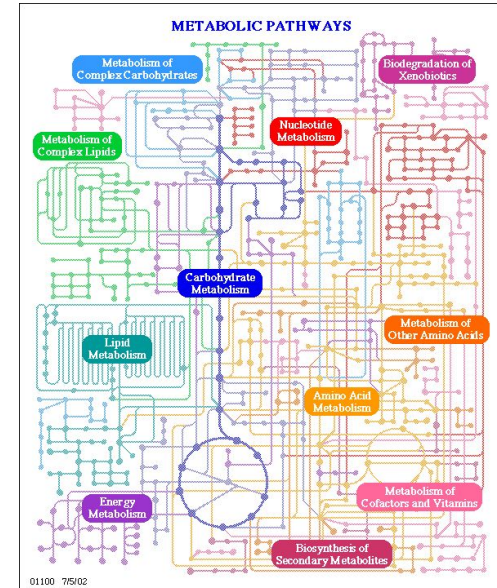 METABOLIC PATHWAYS
Metabolism of
Complex Carbohydrates
Biodegradation of
Xenobiotics
Nucleotide
Metabolism
Metabolism of
Complex Lipids
Carbohydrate
Metabolism
Metabolism of
Other Amino Acids
Lipid
Metabolism
Amino Acid
Metabolism
Metabolism of
Cofactors and Vitamins
Energy
Metabolism
Biosynthesis of
Secondary Metabolites
01100 7/5/02